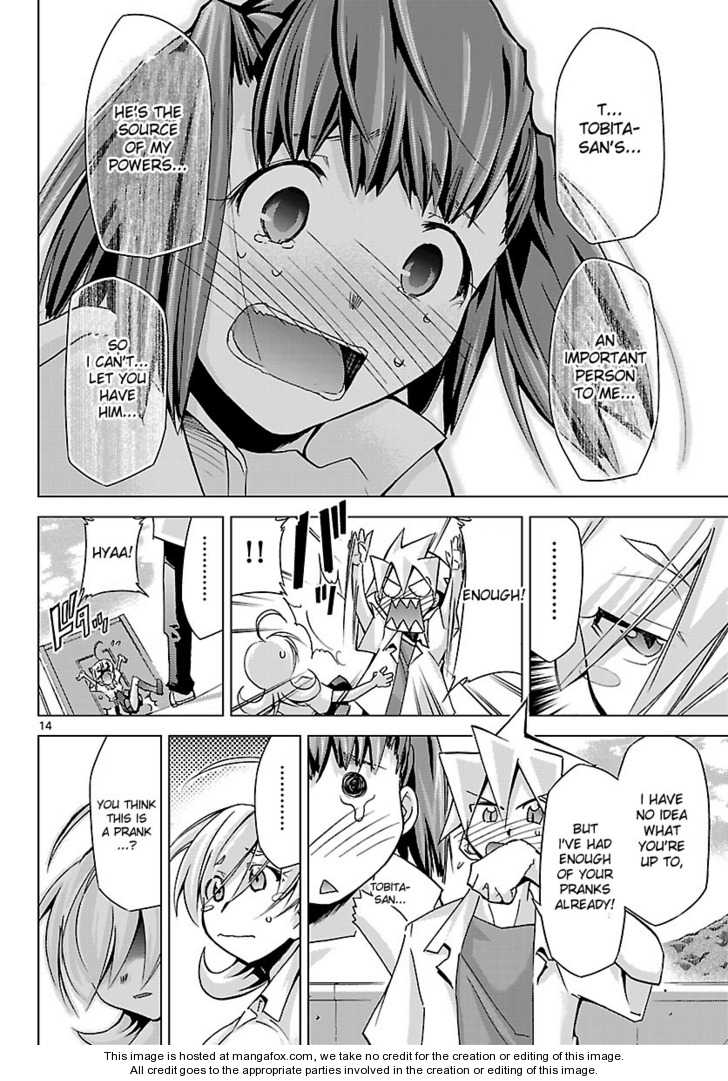 T...
TOBITA-
SAN'S...
AN
IMPORTANT
PERSON
TO ME...
HE'S THE
SOURCE
OF MY
POWERS...
SO
I CAN'T...
LET YOU
HAVE
HIM...
ENOUGH!
!!
HYAA!
ドタッ
14
I HAVE
NO IDEA
WHAT
YOU'RE
UP TO,
BUT
I'VE HAD
ENOUGH
OF YOUR
PRANKS
ALREADY!
TOBITA-
SAN...
YOU THINK
THIS IS
A PRANK
...?
This image is hosted at mangafox.com, we take no credit for the creation or editing of this image.
All credit goes to the appropriate parties involved in the creation or editing of this image.